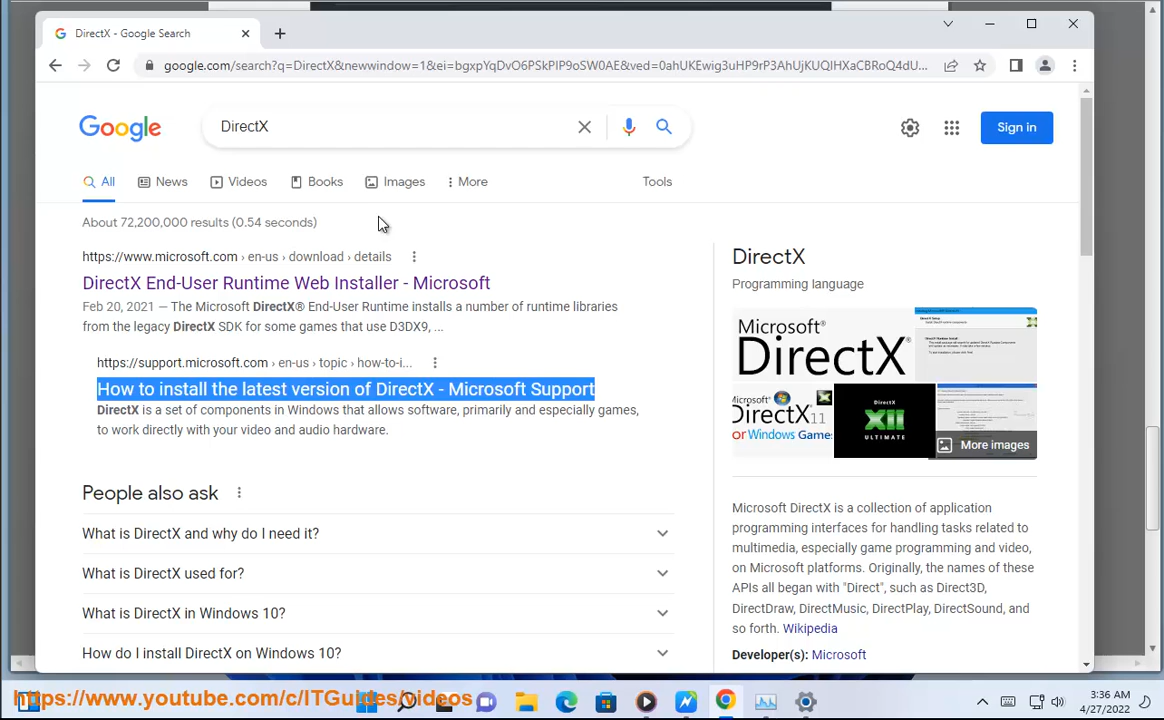 DirectX - Google Search
google.com/search?q=DirectX&newwindow=1&ei=bgxpYqDvO6PSkPIP9oSW0AE&ved=0ahUKEwig3uHP9rP3AhUjKUQIHXaCBRoQ4dU...
Google
DirectX
Sign in
All
News
Videos
Books
Images
More
Tools
About 72,200,000 results (0.54 seconds)
https://www.microsoft.com › en-us › download › details
DirectX End-User Runtime Web Installer - Microsoft
Feb 20, 2021 — The Microsoft DirectX® End-User Runtime installs a number of runtime libraries
from the legacy DirectX SDK for some games that use D3DX9, ...
https://support.microsoft.com › en-us › topic › how-to-i...
How to install the latest version of DirectX - Microsoft Support
DirectX is a set of components in Windows that allows software, primarily and especially games,
to work directly with your video and audio hardware.
People also ask
What is DirectX and why do I need it?
What is DirectX used for?
What is DirectX in Windows 10?
How do I install DirectX on Windows 10?
DirectX
Programming language
Microsoft®
DirectX®
Microsoft
DirectX11
or Windows Games
DirectX
XII
ULTIMATE
More images
Microsoft DirectX is a collection of application
programming interfaces for handling tasks related to
multimedia, especially game programming and video,
on Microsoft platforms. Originally, the names of these
APIs all began with "Direct", such as Direct3D,
DirectDraw, DirectMusic, DirectPlay, DirectSound, and
so forth. Wikipedia
Developer(s): Microsoft
https://www.youtube.com/c/ITGuides/videos
3:36 AM
4/27/2022